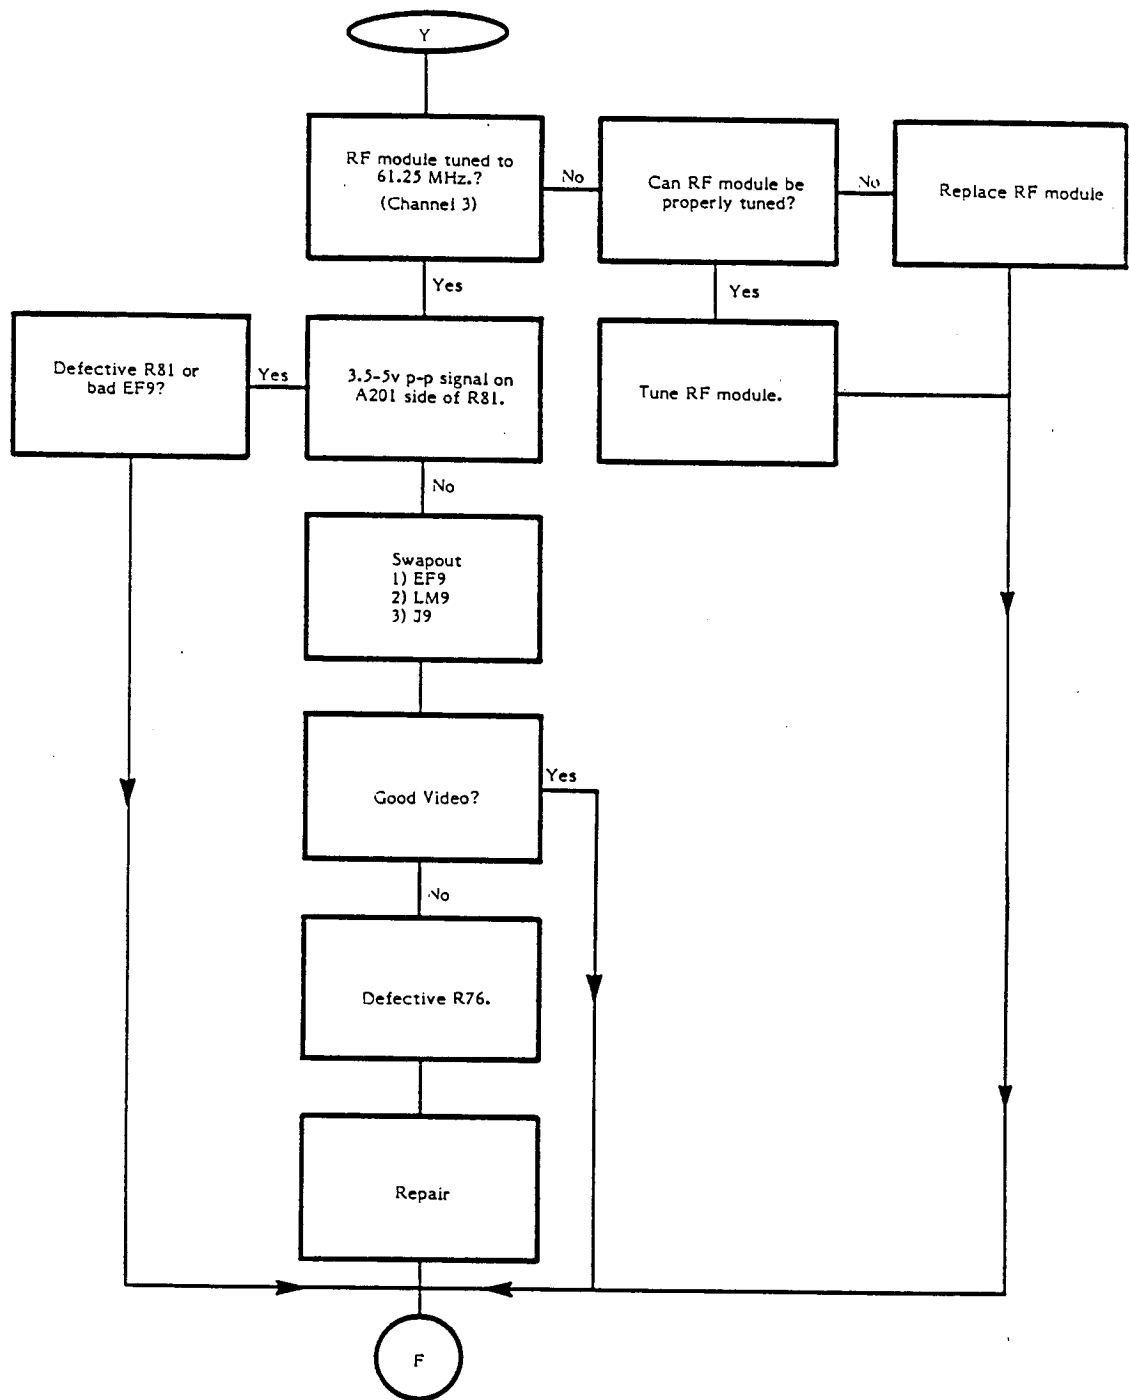 Y
RF module tuned to
61.25 MHz.?
(Channel 3)
No
Can RF module be
properly tuned?
No
Replace RF module
Yes
Yes
Defective R81 or
bad EF9?
Yes
3.5-5v p-p signal on
A201 side of R81.
Tune RF module.
No
Swapout
1) EF9
2) LM9
3) J9
Good Video?
Yes
No
Defective R76.
Repair
F